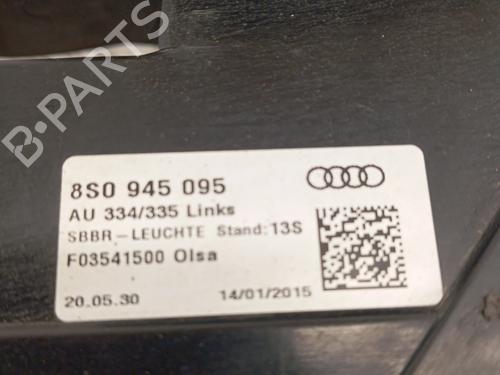 B-PARTS
8S0 945 095
AU 334/335 Links
SBBR-LEUCHTE Stand:13S
F03541500 Olsa
20.05.30 14/01/2015